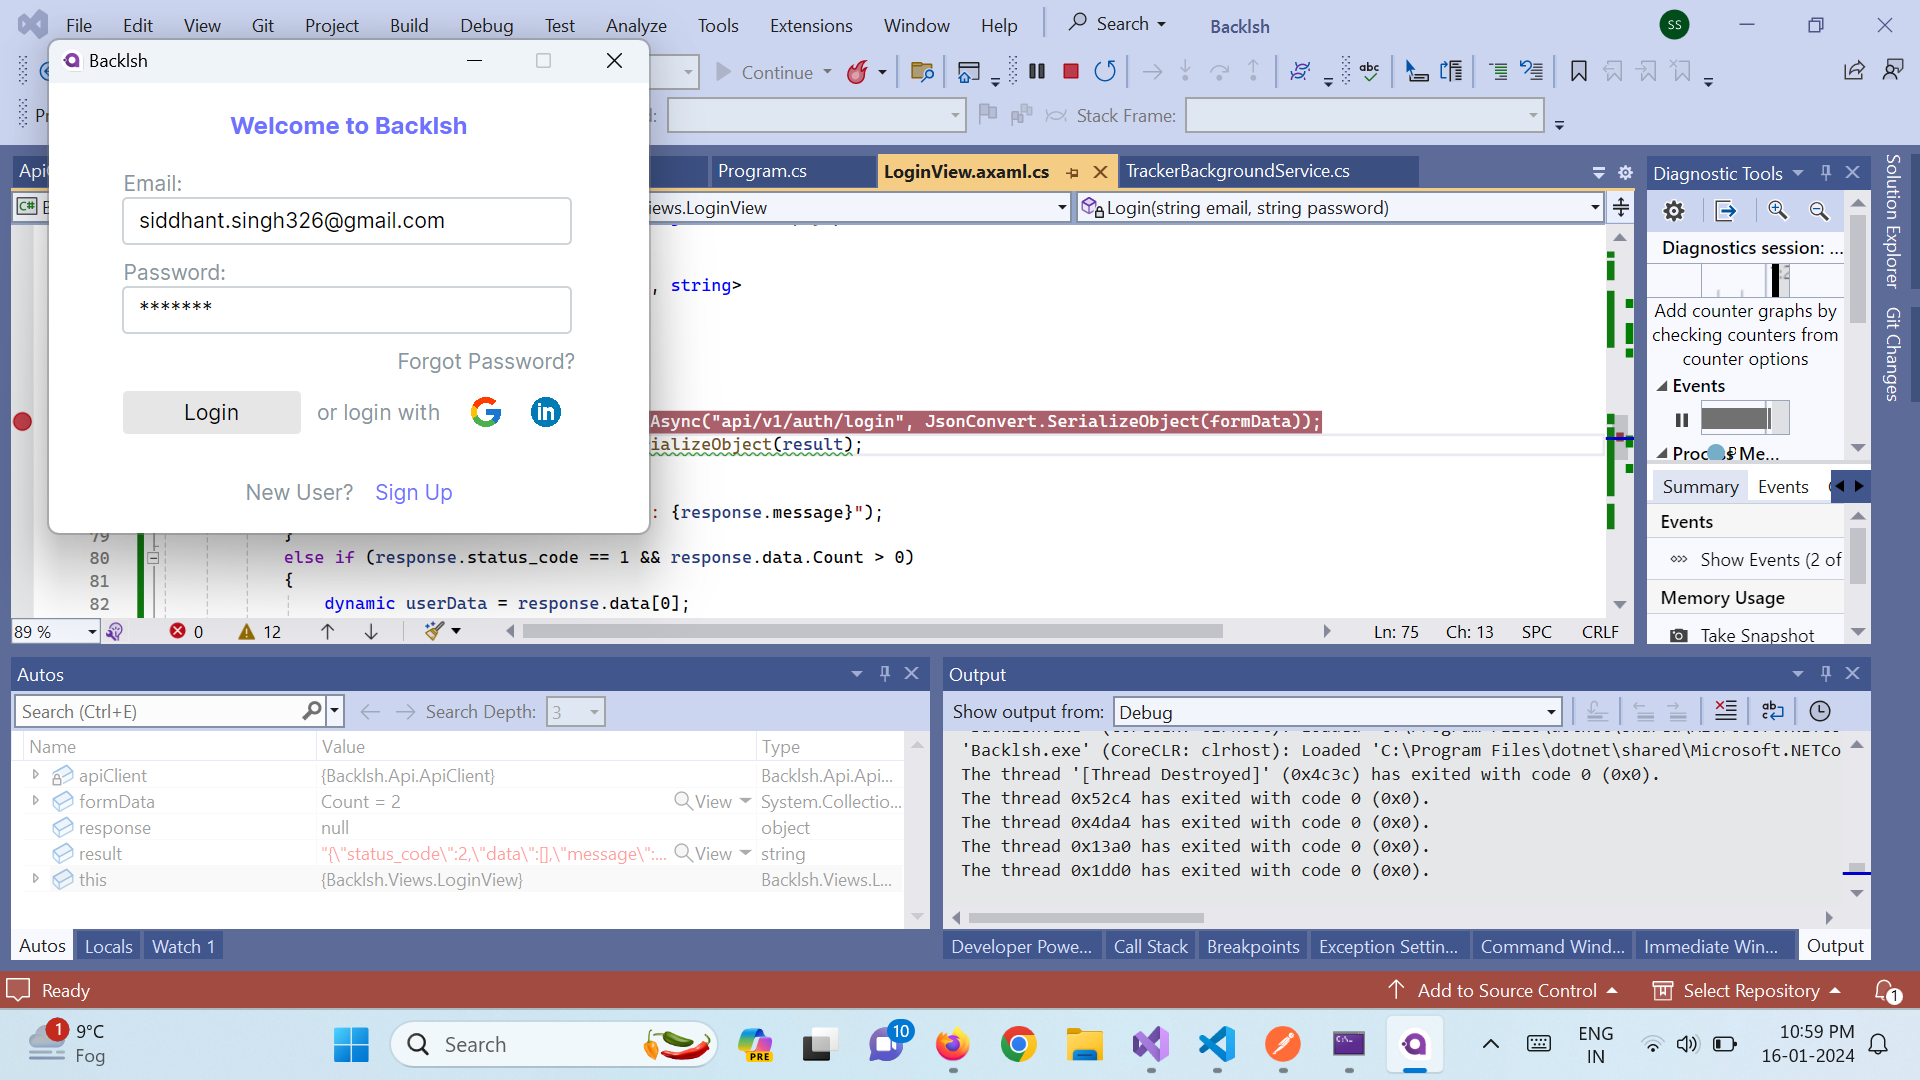 File Edit View Git Project Build Debug Test Analyze Tools Extensions Window Help Search BackIsh SS
BackIsh
Continue
Stack Frame:
Welcome to BackIsh
Email:
siddhant.singh326@gmail.com
Password:
*******
Forgot Password?
Login or login with
New User? Sign Up
Program.cs LoginView.axaml.cs TrackerBackgroundService.cs
iews.LoginView Login(string email, string password)
, string>
Async("api/v1/auth/login", JsonConvert.SerializeObject(formData));
ializeObject(result);
: {response.message}");
79 }
80 else if (response.status_code == 1 && response.data.Count > 0)
81 {
82 dynamic userData = response.data[0];
89 % 0 12 Ln: 75 Ch: 13 SPC CRLF
Diagnostic Tools
Diagnostics session: ...
Add counter graphs by
checking counters from
counter options
Events
Summary Events
Events
Show Events (2 of
Memory Usage
Take Snapshot
Solution Explorer
Git Changes
Autos
Search (Ctrl+E) Search Depth: 3
Name Value Type
apiClient {BackIsh.Api.ApiClient} BackIsh.Api.Api...
formData Count = 2 View System.Collectio...
response null object
result "{\"status_code\":2,\"data\":[],\"message\":... View string
this {BackIsh.Views.LoginView} BackIsh.Views.L...
Autos Locals Watch 1
Output
Show output from: Debug
'BackIsh.exe' (CoreCLR: clrhost): Loaded 'C:\Program Files\dotnet\shared\Microsoft.NETCo
The thread '[Thread Destroyed]' (0x4c3c) has exited with code 0 (0x0).
The thread 0x52c4 has exited with code 0 (0x0).
The thread 0x4da4 has exited with code 0 (0x0).
The thread 0x13a0 has exited with code 0 (0x0).
The thread 0x1dd0 has exited with code 0 (0x0).
Developer Powe... Call Stack Breakpoints Exception Settin... Command Wind... Immediate Win... Output
Ready Add to Source Control Select Repository 1
1 9°C
Fog
Search PRE 10
ENG
IN
10:59 PM
16-01-2024